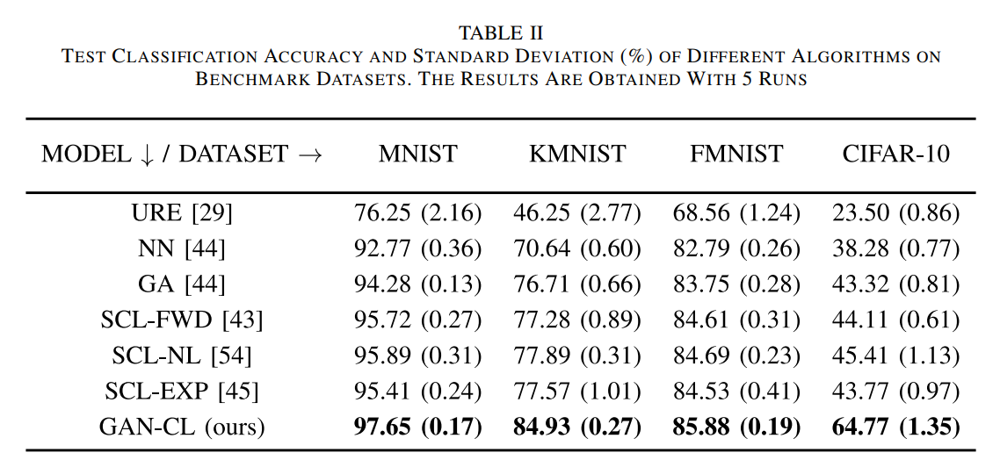 TABLE II
TEST CLASSIFICATION ACCURACY AND STANDARD DEVIATION (%) OF DIFFERENT ALGORITHMS ON
BENCHMARK DATASETS. THE RESULTS ARE OBTAINED WITH 5 RUNS
MODEL ↓ / DATASET → MNIST KMNIST FMNIST CIFAR-10
URE [29] 76.25 (2.16) 46.25 (2.77) 68.56 (1.24) 23.50 (0.86)
NN [44] 92.77 (0.36) 70.64 (0.60) 82.79 (0.26) 38.28 (0.77)
GA [44] 94.28 (0.13) 76.71 (0.66) 83.75 (0.28) 43.32 (0.81)
SCL-FWD [43] 95.72 (0.27) 77.28 (0.89) 84.61 (0.31) 44.11 (0.61)
SCL-NL [54] 95.89 (0.31) 77.89 (0.31) 84.69 (0.23) 45.41 (1.13)
SCL-EXP [45] 95.41 (0.24) 77.57 (1.01) 84.53 (0.41) 43.77 (0.97)
GAN-CL (ours) 97.65 (0.17) 84.93 (0.27) 85.88 (0.19) 64.77 (1.35)